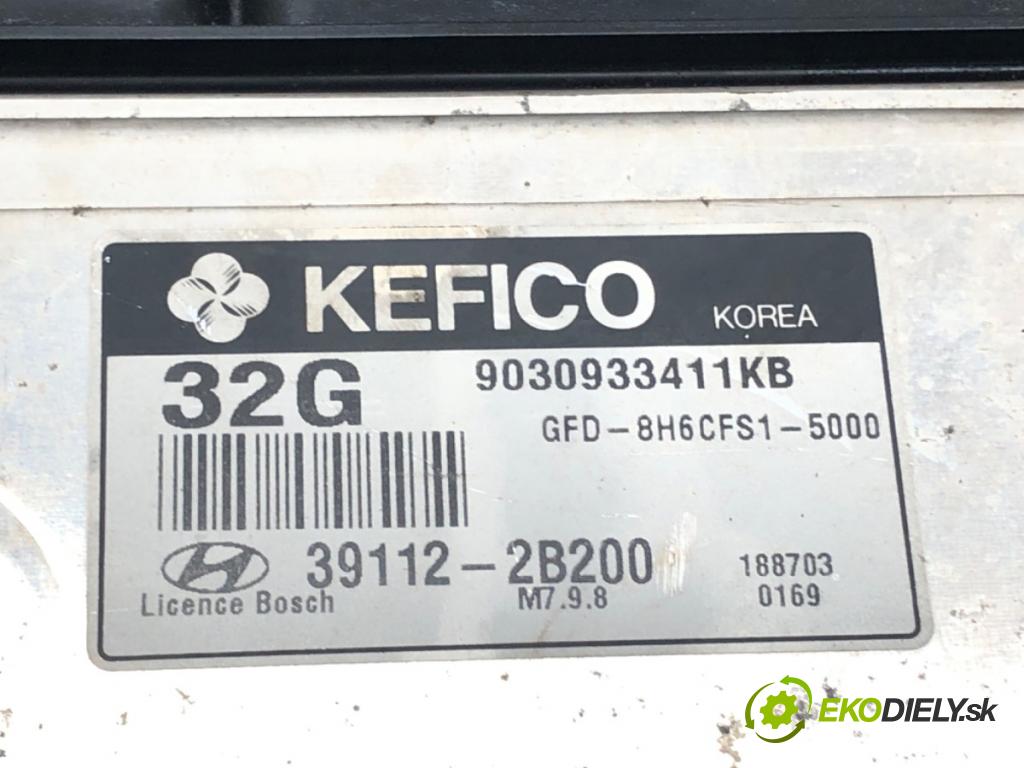 KEFICO KOREA
32G 9030933411KB
GFD-8H6CFS1-5000
39112-2B200 188703
Licence Bosch M7.9.8 0169
EKODIELY.sk